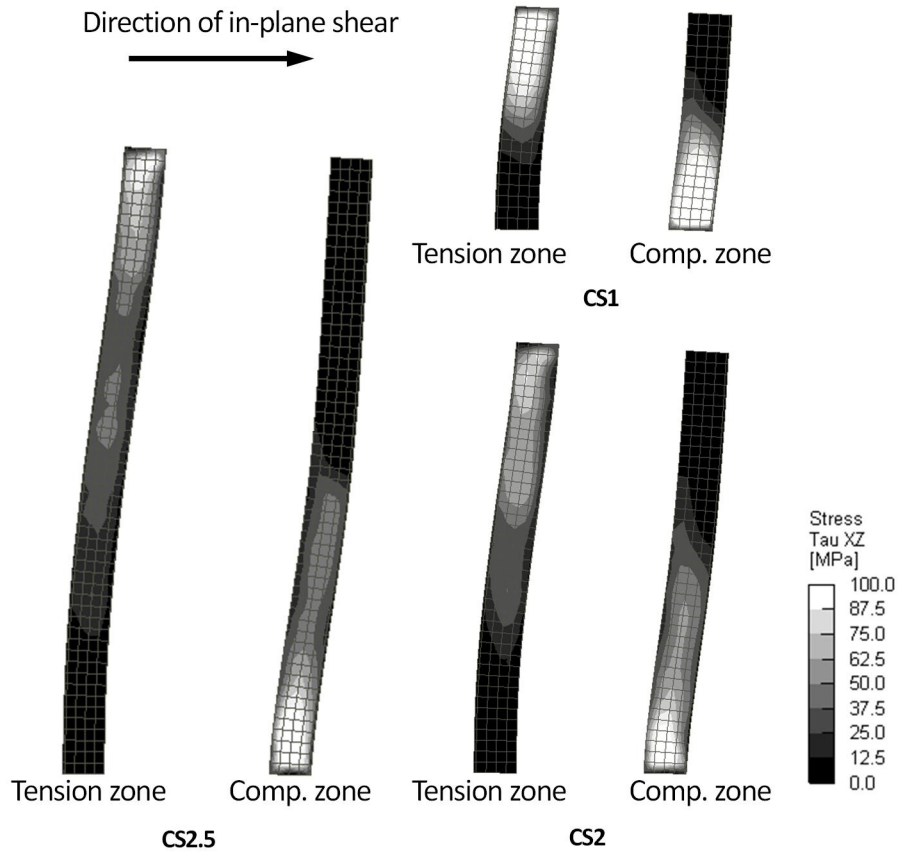 Direction of in-plane shear
Tension zone
Comp. zone
CS1
Tension zone
Comp. zone
CS2.5
Tension zone
Comp. zone
CS2
Stress
Tau XZ
[MPa]
100.0
87.5
75.0
62.5
50.0
37.5
25.0
12.5
0.0